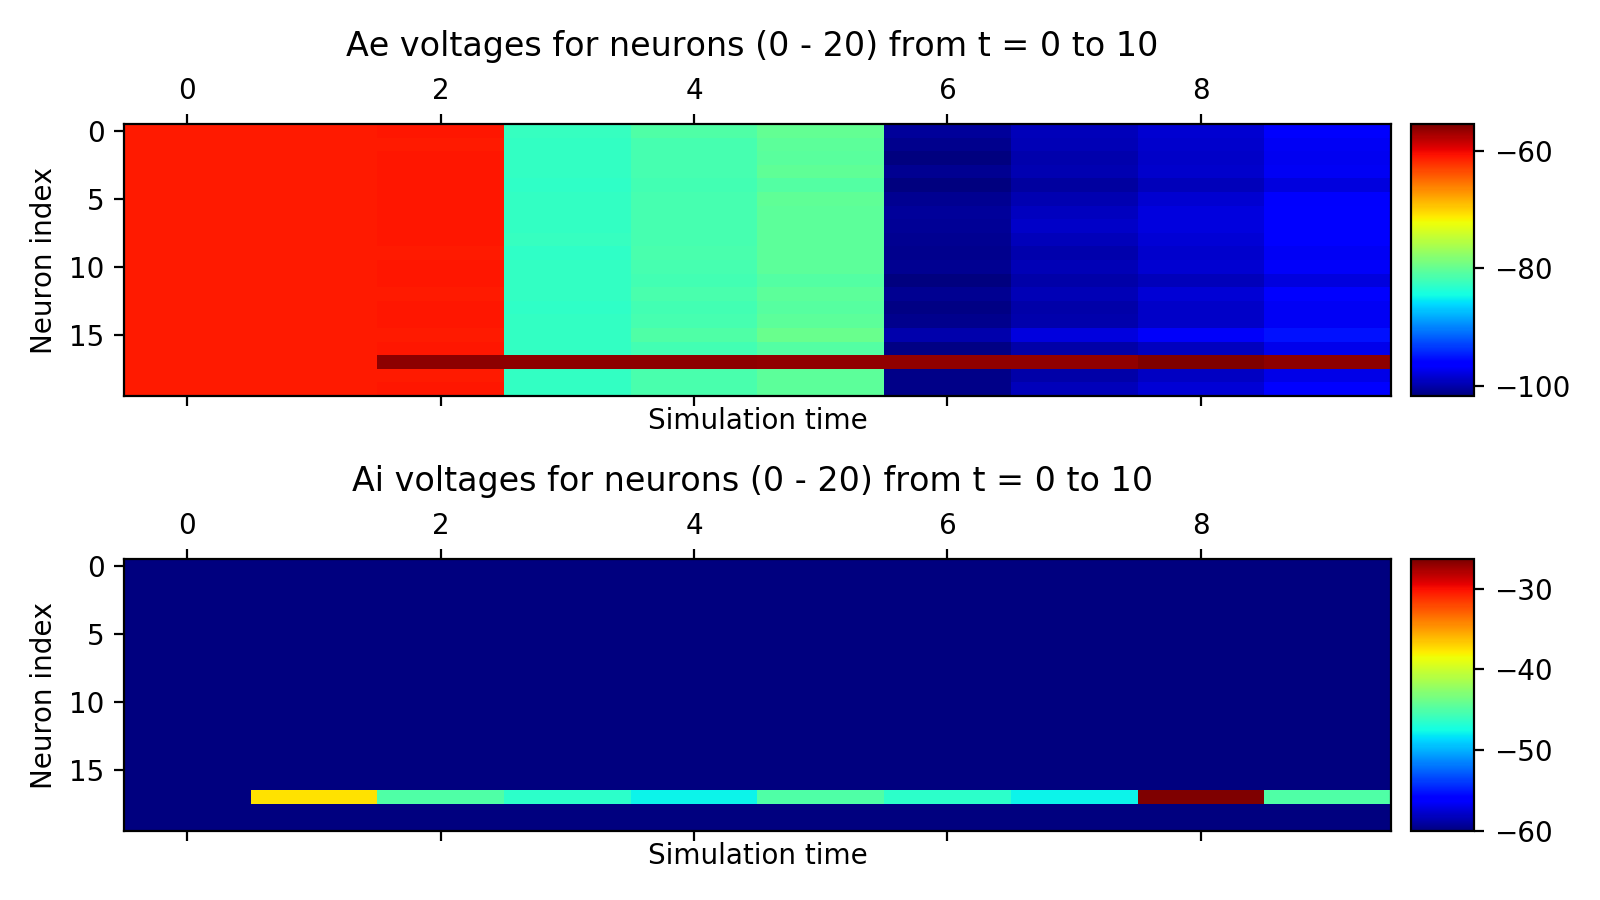 Ae voltages for neurons (0 - 20) from t = 0 to 10
0 2 4 6 8
Neuron index
0
5
10
15
Simulation time
−60
−80
−100
Ai voltages for neurons (0 - 20) from t = 0 to 10
0 2 4 6 8
Neuron index
0
5
10
15
Simulation time
−30
−40
−50
−60